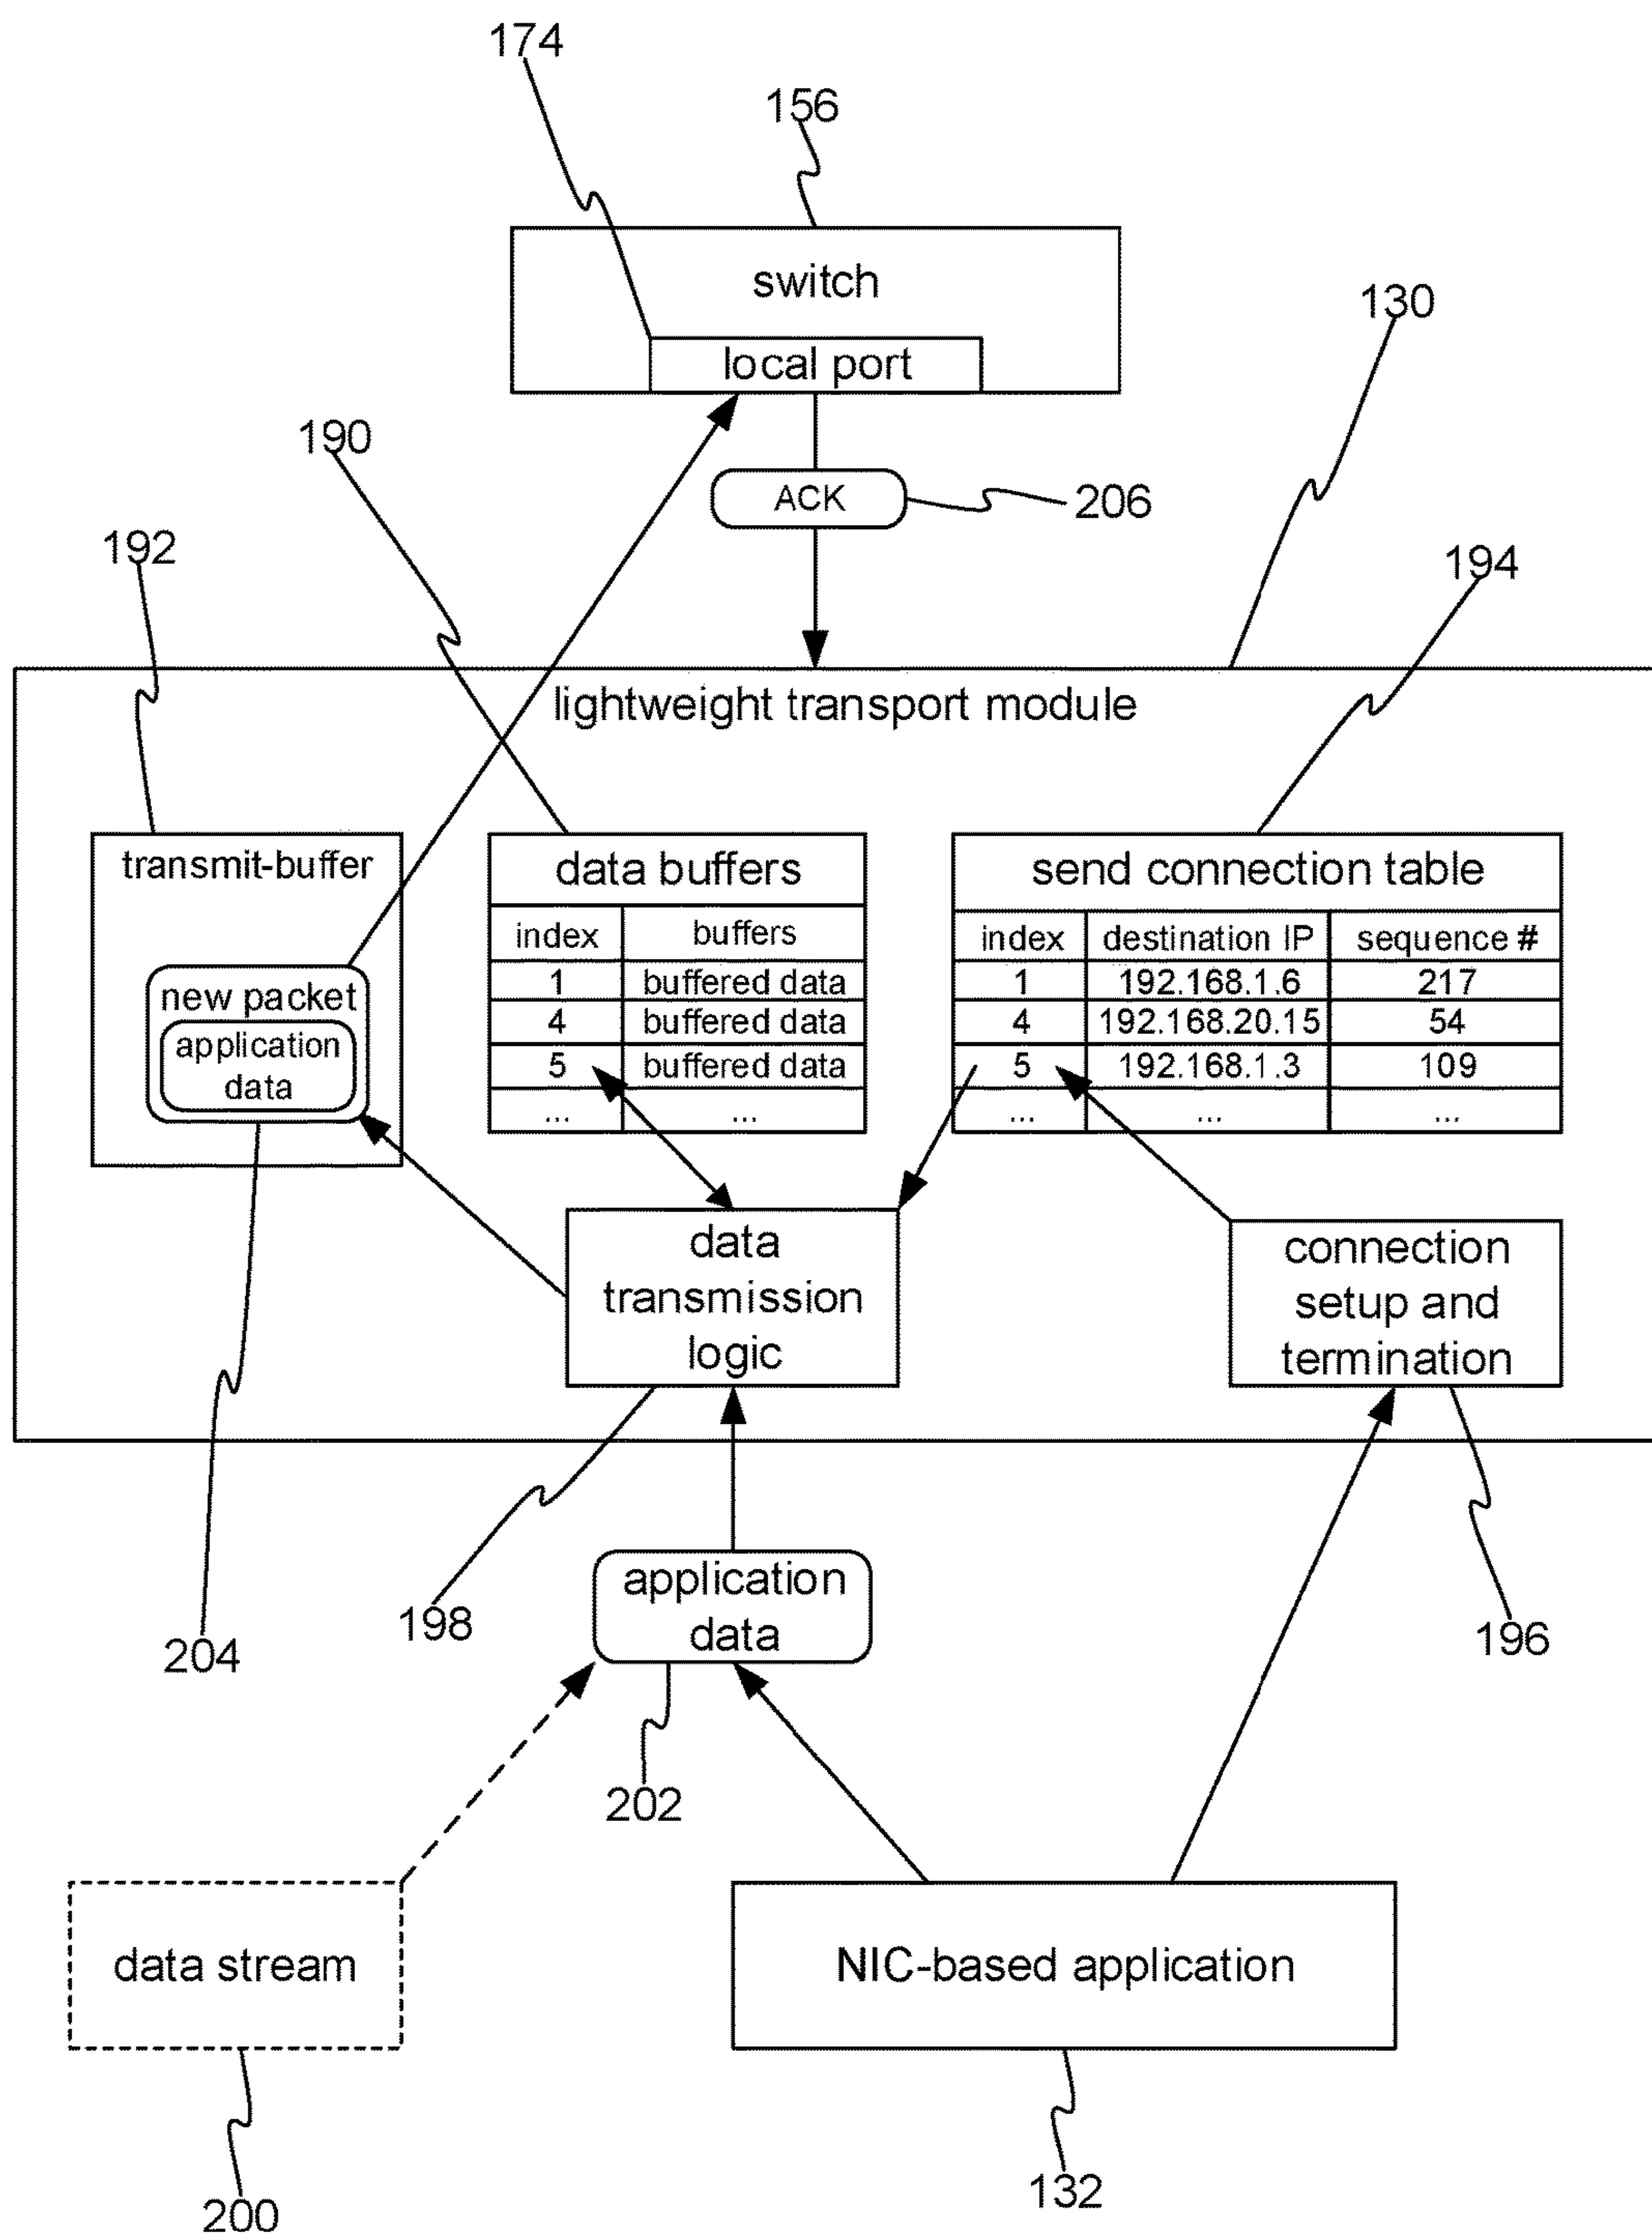 174
156
switch
130
local port
190
ACK
206
192
194
lightweight transport module
transmit-buffer
data buffers
send connection table
index buffers
index destination IP sequence #
new packet
1 buffered data
1 192.168.1.6 217
4 buffered data
4 192.168.20.15 54
application
data
5 buffered data
5 192.168.1.3 109
... ...
... ... ...
data
transmission
logic
connection
setup and
termination
application
data
198
204
196
202
data stream
NIC-based application
132
200